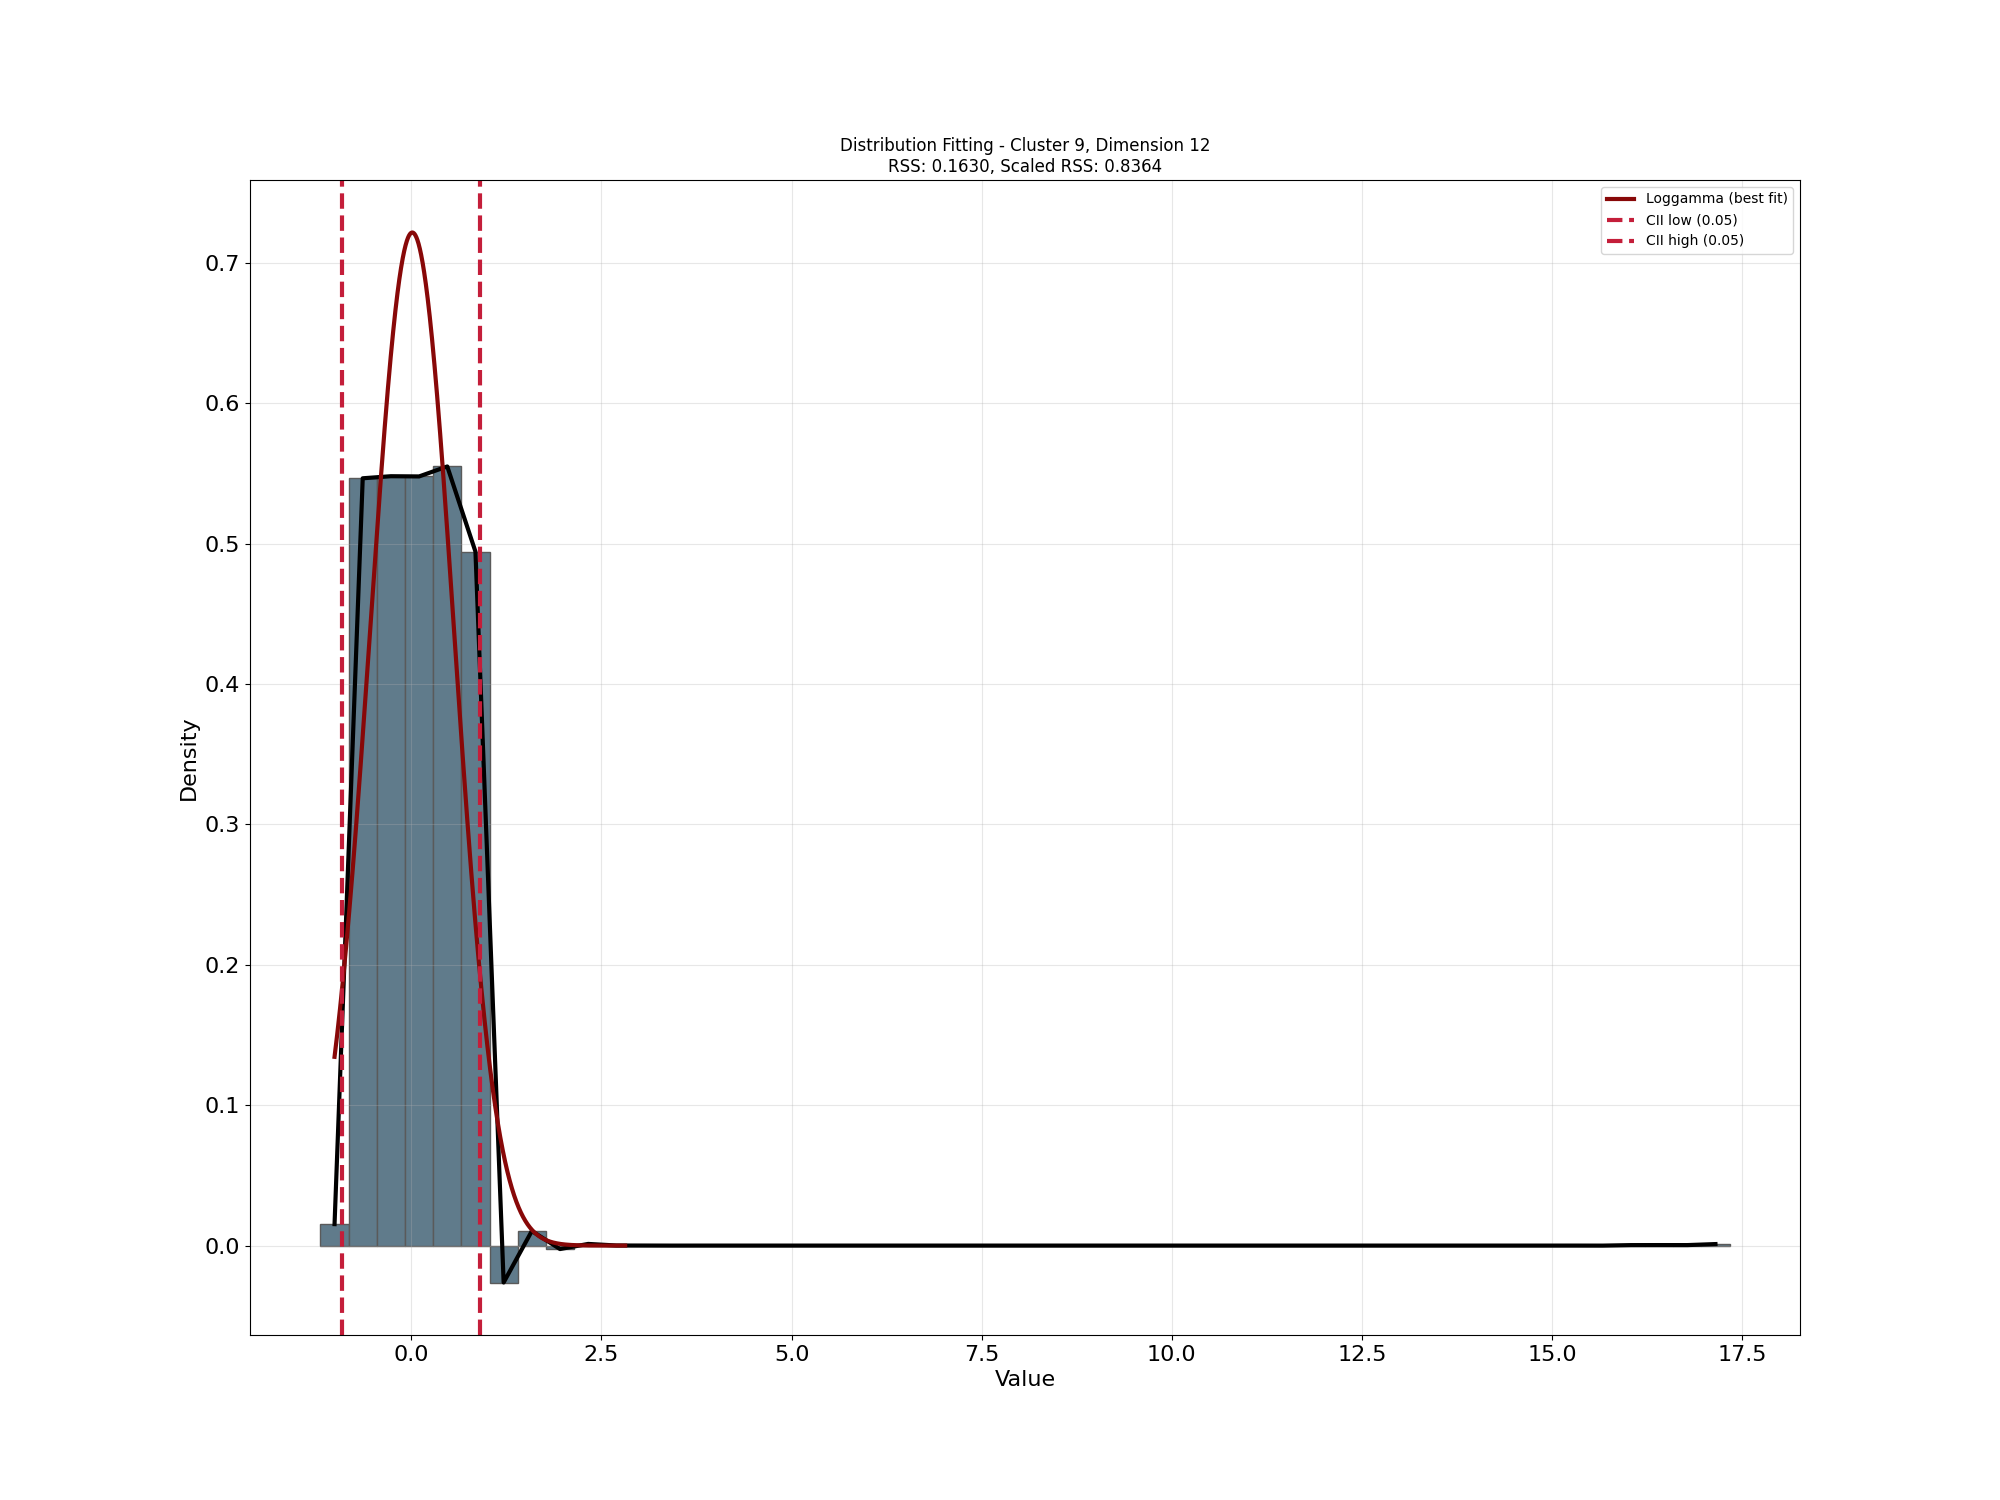 Distribution Fitting - Cluster 9, Dimension 12
RSS: 0.1630, Scaled RSS: 0.8364
Loggamma (best fit)
CII low (0.05)
CII high (0.05)
0.7
0.6
0.5
0.4
0.3
0.2
0.1
0.0
Density
0.0 2.5 5.0 7.5 10.0 12.5 15.0 17.5
Value